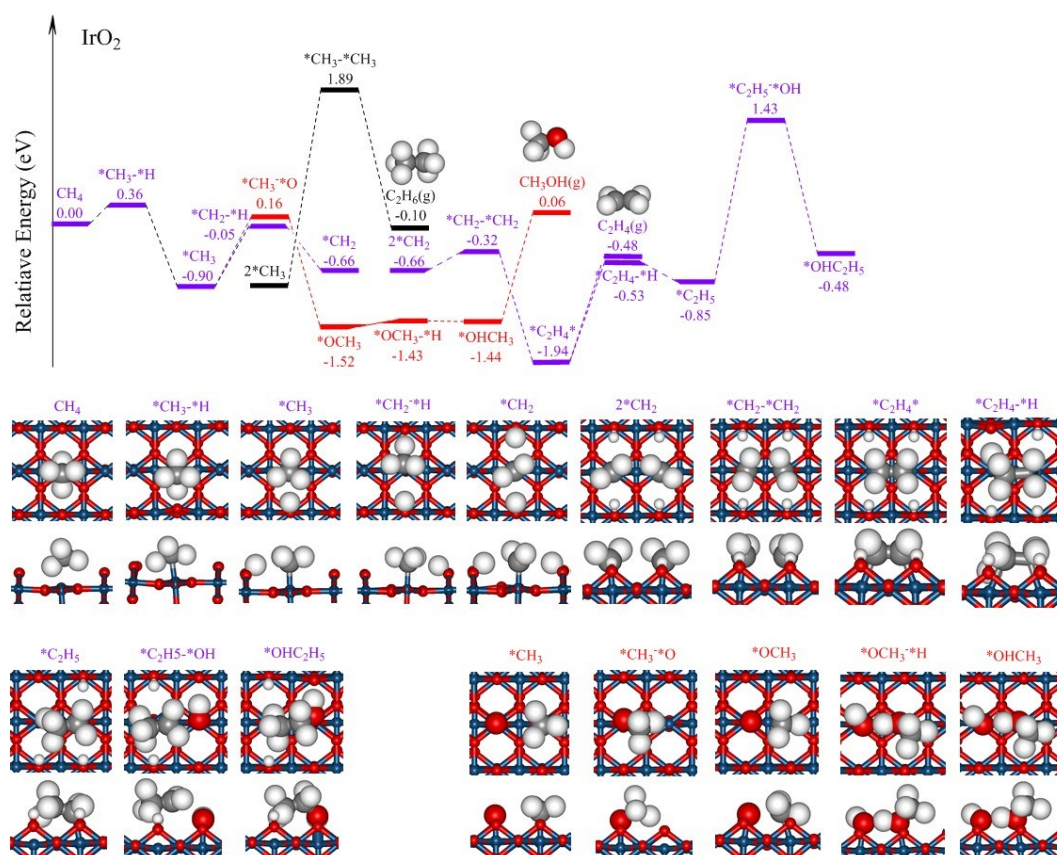 IrO2
Relatiave Energy (eV)
CH4
0.00
*CH3-*H
0.36
*CH3
-0.90
*CH3-*O
0.16
*CH2-*H
-0.05
2*CH3
*CH3-*CH3
1.89
*CH2
-0.66
*OCH3
-1.52
C2H6(g)
-0.10
2*CH2
-0.66
*OCH3-*H
-1.43
*CH2-*CH2
-0.32
*OHCH3
-1.44
CH3OH(g)
0.06
*C2H4*
-1.94
C2H4(g)
-0.48
*C2H4-*H
-0.53
*C2H5
-0.85
*C2H5-*OH
1.43
*OHC2H5
-0.48
CH4 *CH3-*H *CH3 *CH2-*H *CH2 2*CH2 *CH2-*CH2 *C2H4* *C2H4-*H
*C2H5 *C2H5-*OH *OHC2H5 *CH3 *CH3-*O *OCH3 *OCH3-*H *OHCH3